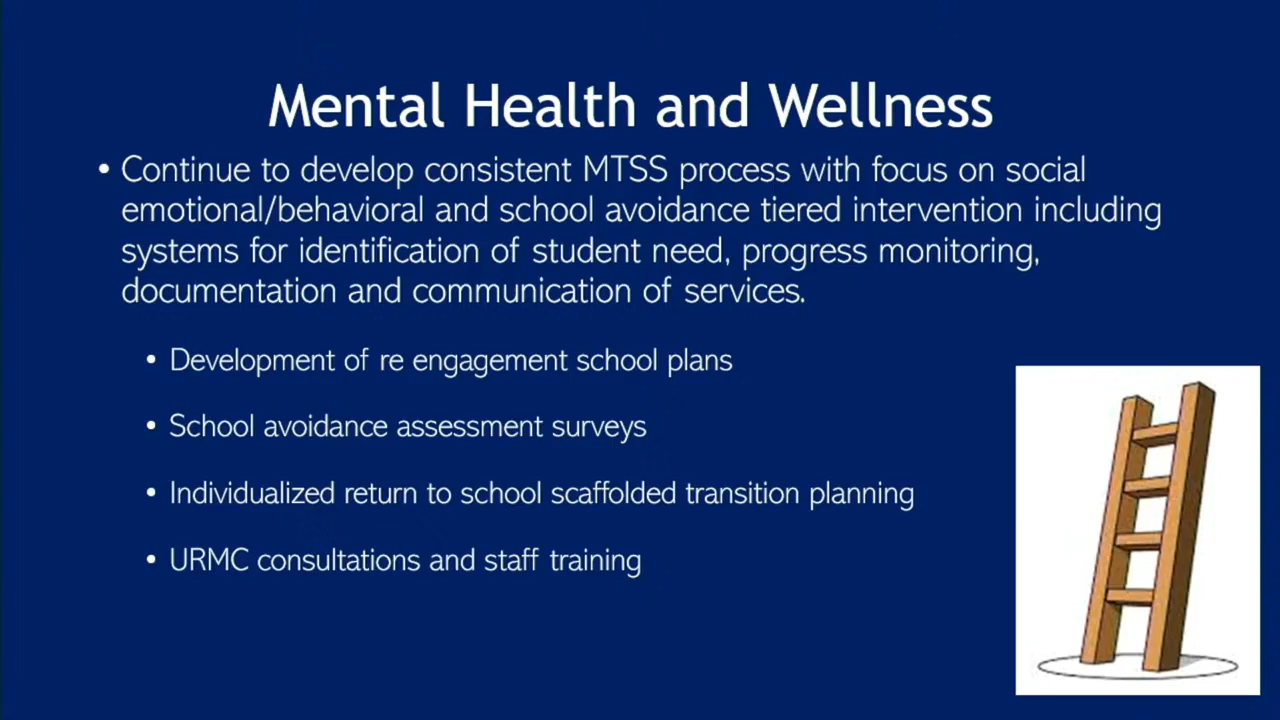 Mental Health and Wellness
• Continue to develop consistent MTSS process with focus on social
emotional/behavioral and school avoidance tiered intervention including
systems for identification of student need, progress monitoring,
documentation and communication of services.
• Development of re engagement school plans
• School avoidance assessment surveys
• Individualized return to school scaffolded transition planning
• URMC consultations and staff training